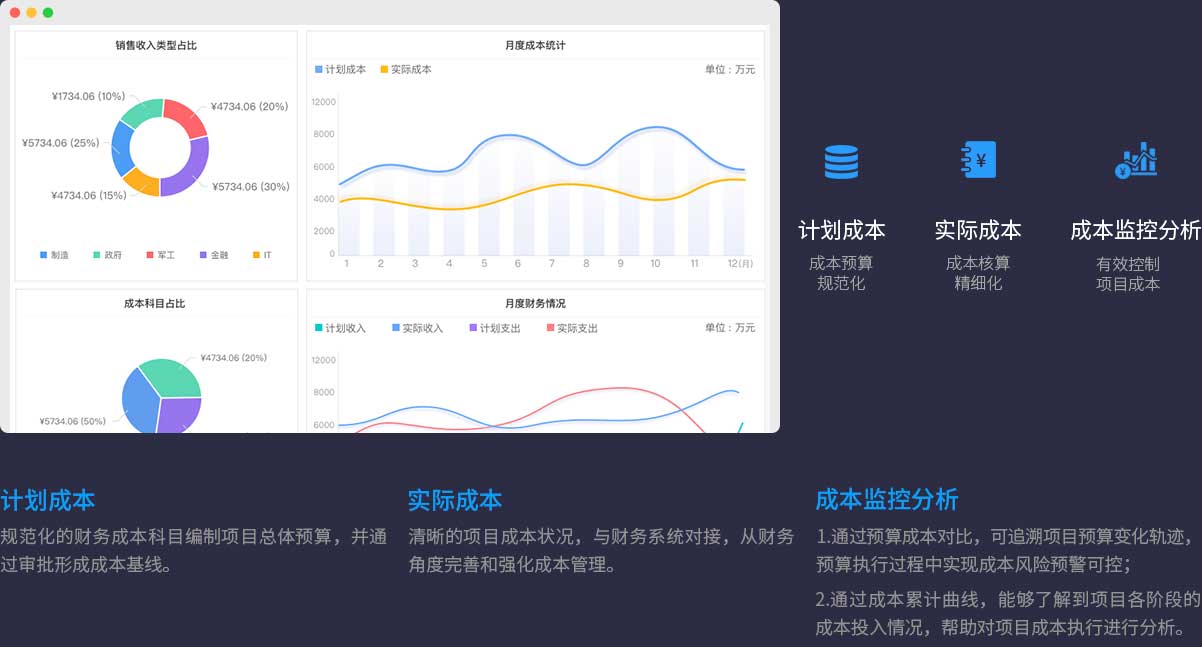 销售收入类型占比
¥1734.06 (10%)
¥4734.06 (20%)
¥5734.06 (25%)
¥5734.06 (30%)
¥4734.06 (15%)
制造 政府 军工 金融 IT
月度成本统计
计划成本 实际成本 单位：万元
12000
8000
6000
4000
2000
0
1 2 3 4 5 6 7 8 9 10 11 12(月)
成本科目占比
¥4734.06 (20%)
¥5734.06 (50%)
月度财务情况
计划收入 实际收入 计划支出 实际支出 单位：万元
12000
8000
6000
¥
¥
计划成本
成本预算
规范化
实际成本
成本核算
精细化
成本监控分析
有效控制
项目成本
计划成本
规范化的财务成本科目编制项目总体预算，并通
过审批形成成本基线。
实际成本
清晰的项目成本状况，与财务系统对接，从财务
角度完善和强化成本管理。
成本监控分析
1.通过预算成本对比，可追溯项目预算变化轨迹，
预算执行过程中实现成本风险预警可控；
2.通过成本累计曲线，能够了解到项目各阶段的
成本投入情况，帮助对项目成本执行进行分析。